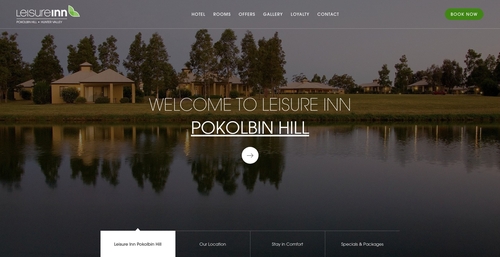 Leisure inn
POKOLBIN HILL • HUNTER VALLEY
HOTEL ROOMS OFFERS GALLERY LOYALTY CONTACT
BOOK NOW
WELCOME TO LEISURE INN
POKOLBIN HILL
Leisure Inn Pokolbin Hill
Our Location
Stay in Comfort
Specials & Packages